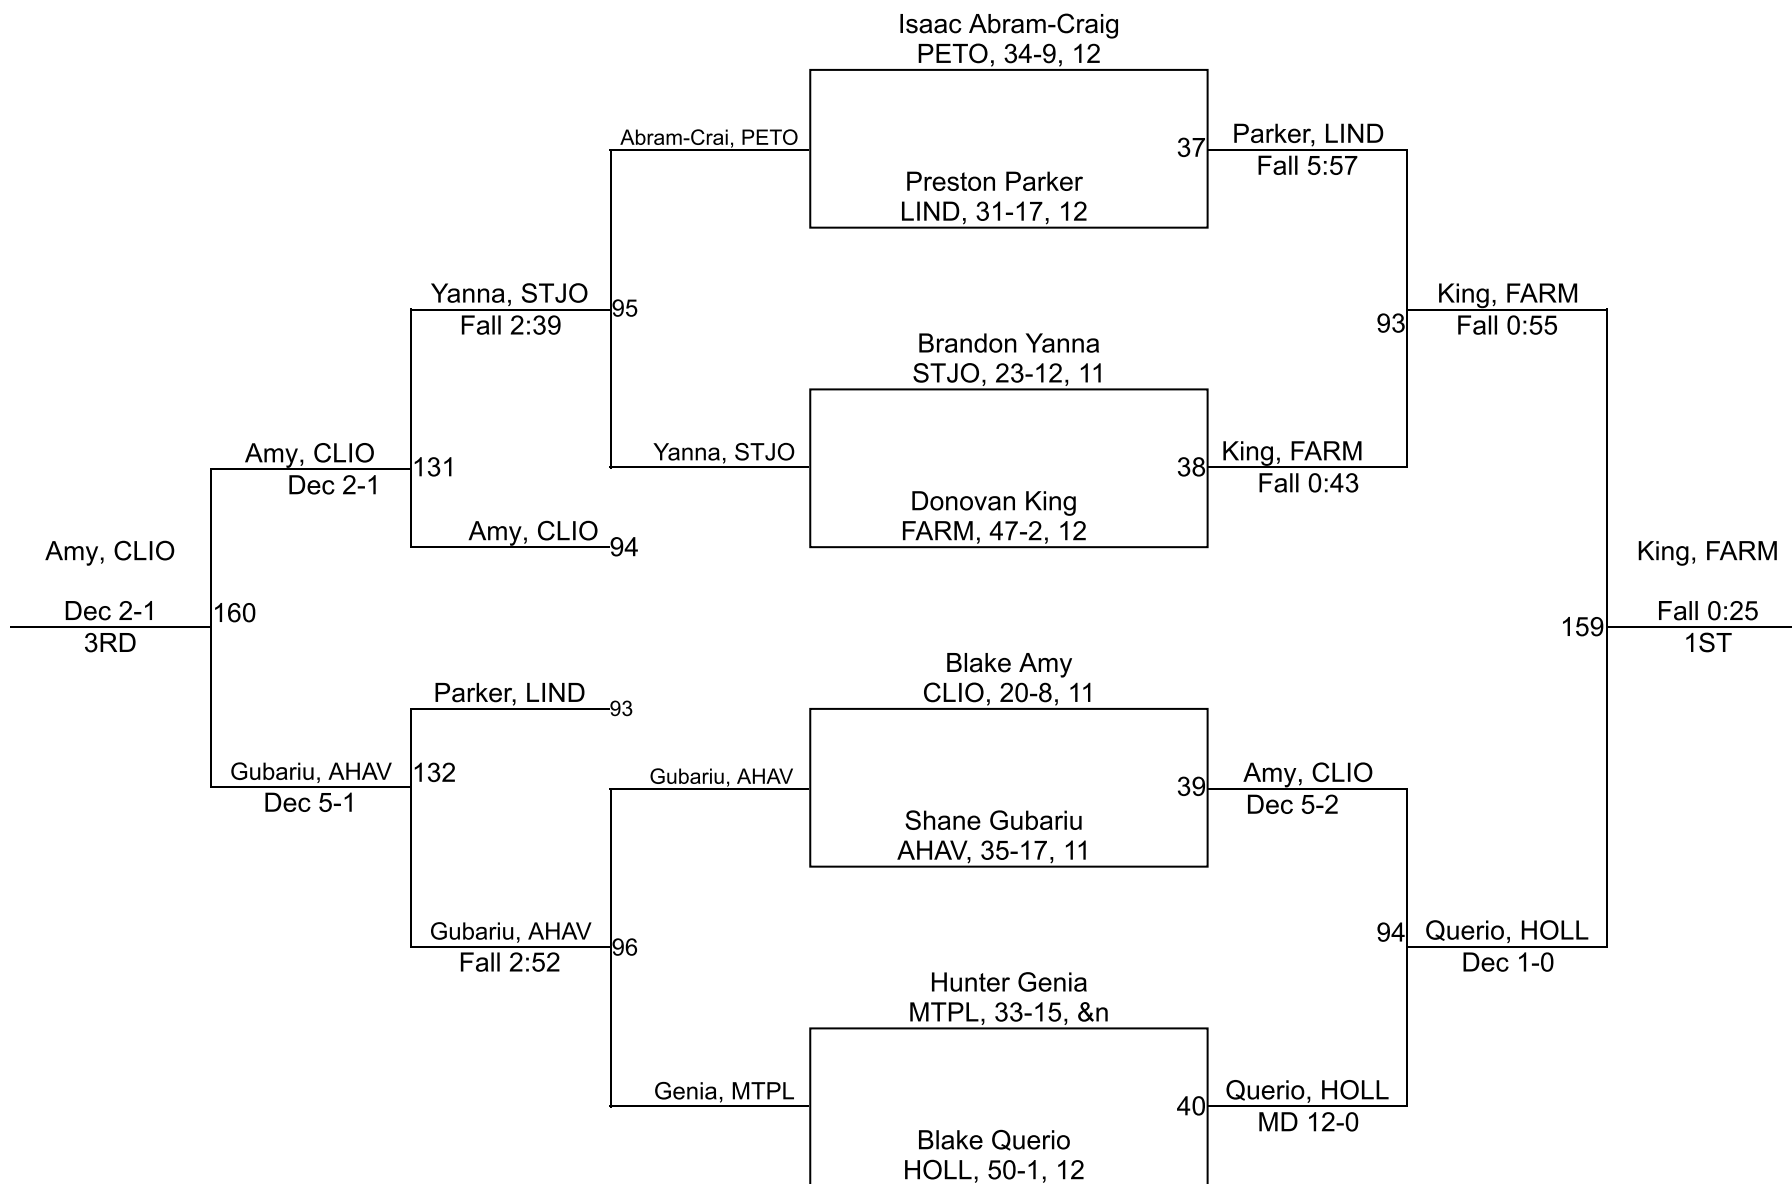 Isaac Abram-Craig
PETO, 34-9, 12
Abram-Crai, PETO
37
Parker, LIND
Fall 5:57
Preston Parker
LIND, 31-17, 12
Yanna, STJO
Fall 2:39
95
93
King, FARM
Fall 0:55
Brandon Yanna
STJO, 23-12, 11
Amy, CLIO
Dec 2-1
131
Yanna, STJO
38
King, FARM
Fall 0:43
Donovan King
FARM, 47-2, 12
Amy, CLIO
94
Amy, CLIO
Dec 2-1
3RD
160
King, FARM
159
Fall 0:25
1ST
Blake Amy
CLIO, 20-8, 11
Parker, LIND
93
Gubariu, AHAV
Dec 5-1
132
Gubariu, AHAV
39
Amy, CLIO
Dec 5-2
Shane Gubariu
AHAV, 35-17, 11
Gubariu, AHAV
Fall 2:52
96
94
Querio, HOLL
Dec 1-0
Hunter Genia
MTPL, 33-15, &n
Genia, MTPL
40
Querio, HOLL
MD 12-0
Blake Querio
HOLL, 50-1, 12